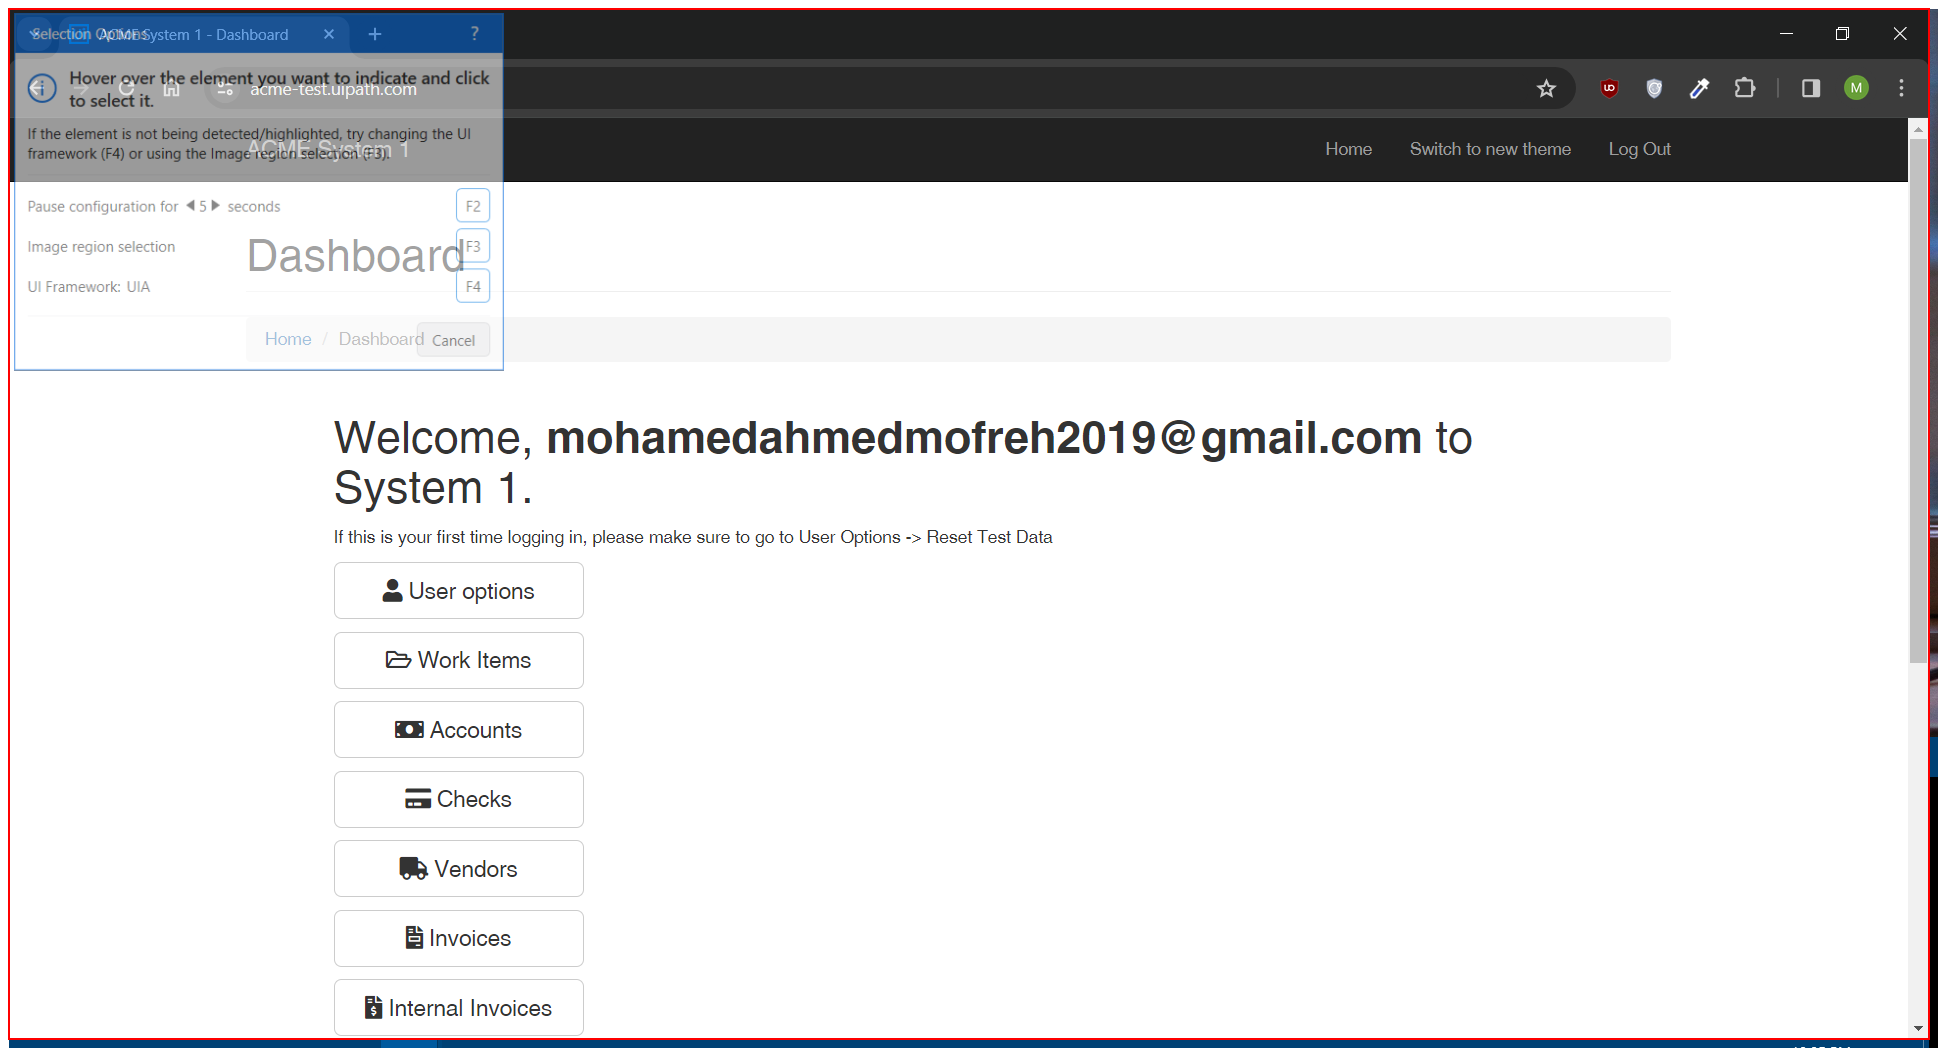 Selection Options
ACME System 1 - Dashboard
?
Hover over the element you want to indicate and click
to select it.
acme-test.uipath.com
M
If the element is not being detected/highlighted, try changing the UI
framework (F4) or using the Image region selection (F3).
ACME System 1
Home
Switch to new theme
Log Out
Pause configuration for 5 seconds
F2
Image region selection
F3
Dashboard
UI Framework: UIA
F4
Home / Dashboard
Cancel
Welcome, mohamedahmedmofreh2019@gmail.com to
System 1.
If this is your first time logging in, please make sure to go to User Options -> Reset Test Data
User options
Work Items
Accounts
Checks
Vendors
Invoices
Internal Invoices